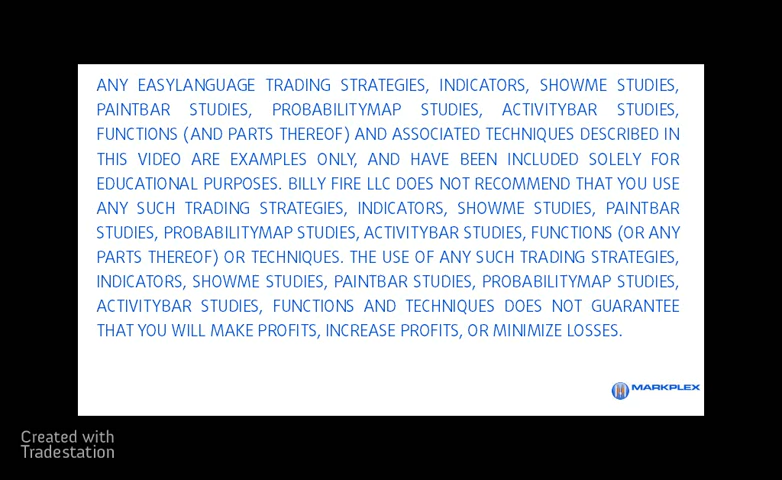 ANY EASYLANGUAGE TRADING STRATEGIES, INDICATORS, SHOWME STUDIES,
PAINTBAR STUDIES, PROBABILITYMAP STUDIES, ACTIVITYBAR STUDIES,
FUNCTIONS (AND PARTS THEREOF) AND ASSOCIATED TECHNIQUES DESCRIBED IN
THIS VIDEO ARE EXAMPLES ONLY, AND HAVE BEEN INCLUDED SOLELY FOR
EDUCATIONAL PURPOSES. BILLY FIRE LLC DOES NOT RECOMMEND THAT YOU USE
ANY SUCH TRADING STRATEGIES, INDICATORS, SHOWME STUDIES, PAINTBAR
STUDIES, PROBABILITYMAP STUDIES, ACTIVITYBAR STUDIES, FUNCTIONS (OR ANY
PARTS THEREOF) OR TECHNIQUES. THE USE OF ANY SUCH TRADING STRATEGIES,
INDICATORS, SHOWME STUDIES, PAINTBAR STUDIES, PROBABILITYMAP STUDIES,
ACTIVITYBAR STUDIES, FUNCTIONS AND TECHNIQUES DOES NOT GUARANTEE
THAT YOU WILL MAKE PROFITS, INCREASE PROFITS, OR MINIMIZE LOSSES.
MARKPLEX
Created with
Tradestation